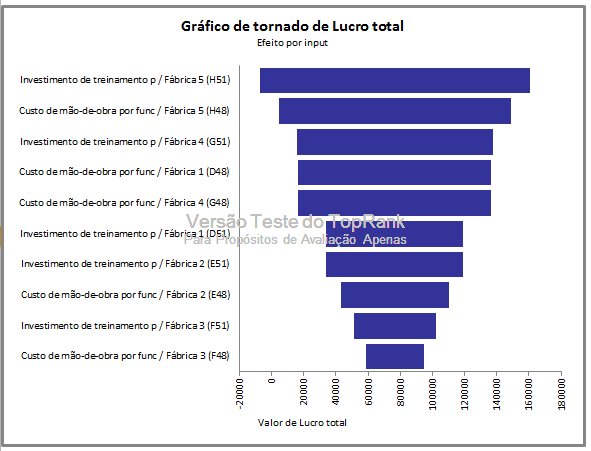 Gráfico de tornado de Lucro total
Efeito por input
Investimento de treinamento p / Fábrica 5 (H51)
Custo de mão-de-obra por func / Fábrica 5 (H48)
Investimento de treinamento p / Fábrica 4 (G51)
Custo de mão-de-obra por func / Fábrica 1 (D48)
Custo de mão-de-obra por func / Fábrica 4 (G48)
Versão Teste do TopRank
Investimento de treinamento p / Fábrica 1 (D51)
Para Propósitos de Avaliação Apenas
Investimento de treinamento p / Fábrica 2 (E51)
Custo de mão-de-obra por func / Fábrica 2 (E48)
Investimento de treinamento p / Fábrica 3 (F51)
Custo de mão-de-obra por func / Fábrica 3 (F48)
-20000
0
20000
40000
60000
80000
100000
120000
140000
160000
180000
Valor de Lucro total